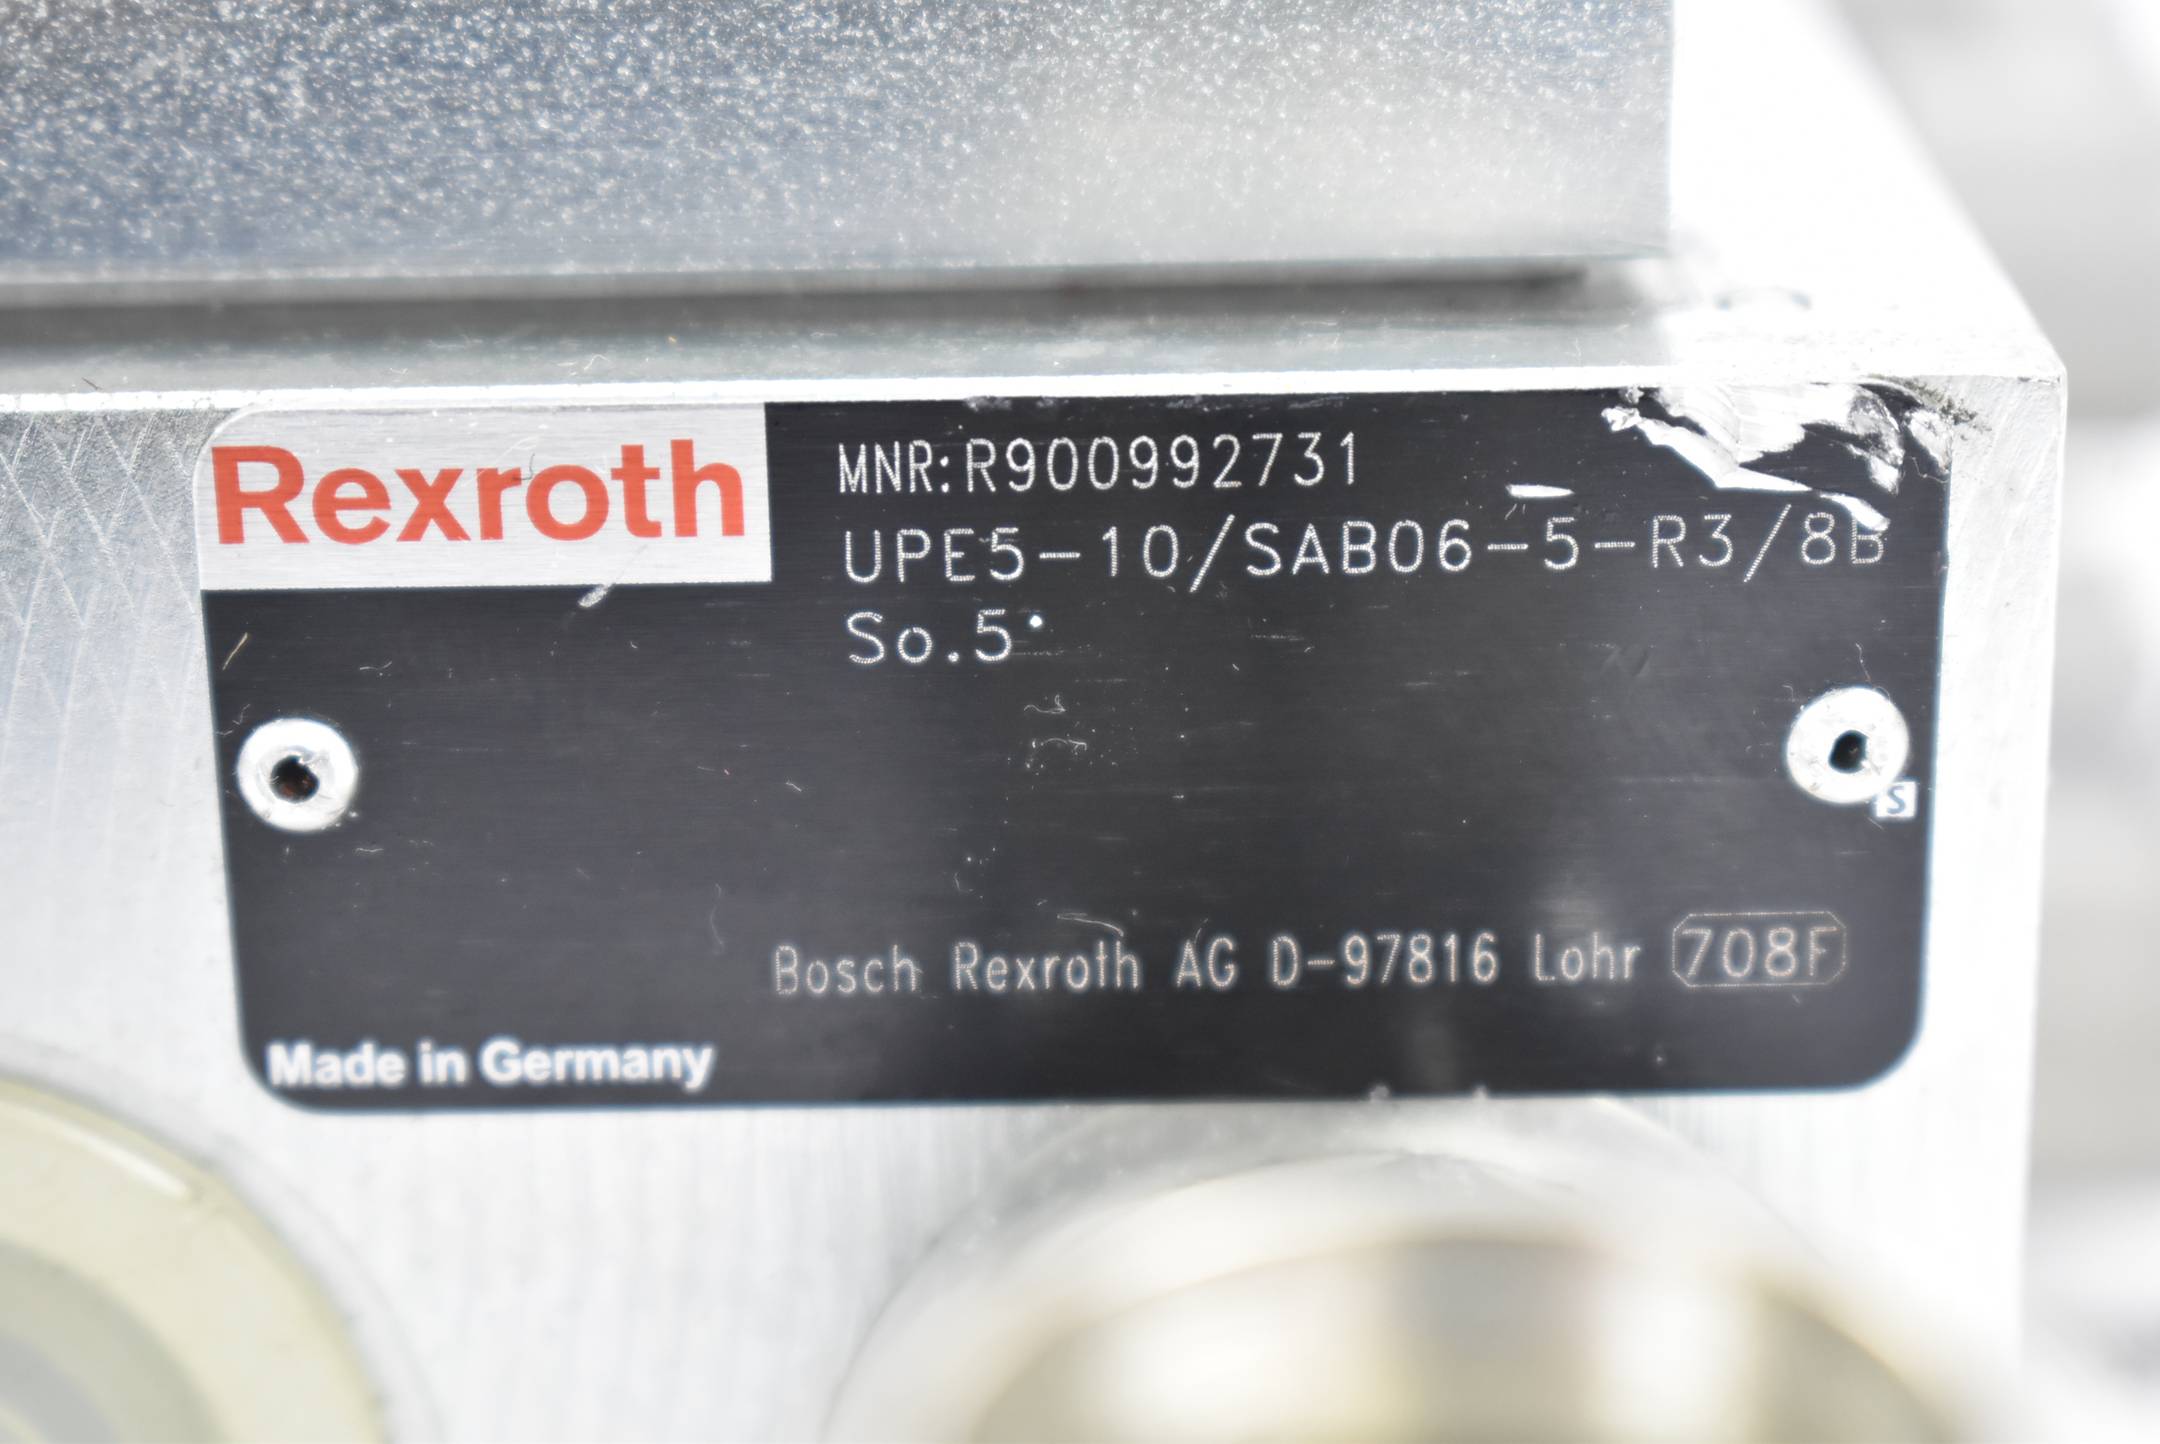 Rexroth
MNR:R900992731
UPE5-10/SAB06-5-R3/8B
So.5
S
Bosch Rexroth AG D-97816 Lohr 708F
Made in Germany